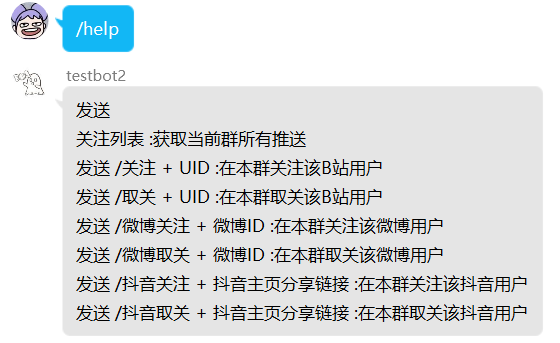 /help
testbot2
发送
关注列表 :获取当前群所有推送
发送 /关注 + UID :在本群关注该B站用户
发送 /取关 + UID :在本群取关该B站用户
发送 /微博关注 + 微博ID :在本群关注该微博用户
发送 /微博取关 + 微博ID :在本群取关该微博用户
发送 /抖音关注 + 抖音主页分享链接 :在本群关注该抖音用户
发送 /抖音取关 + 抖音主页分享链接 :在本群取关该抖音用户